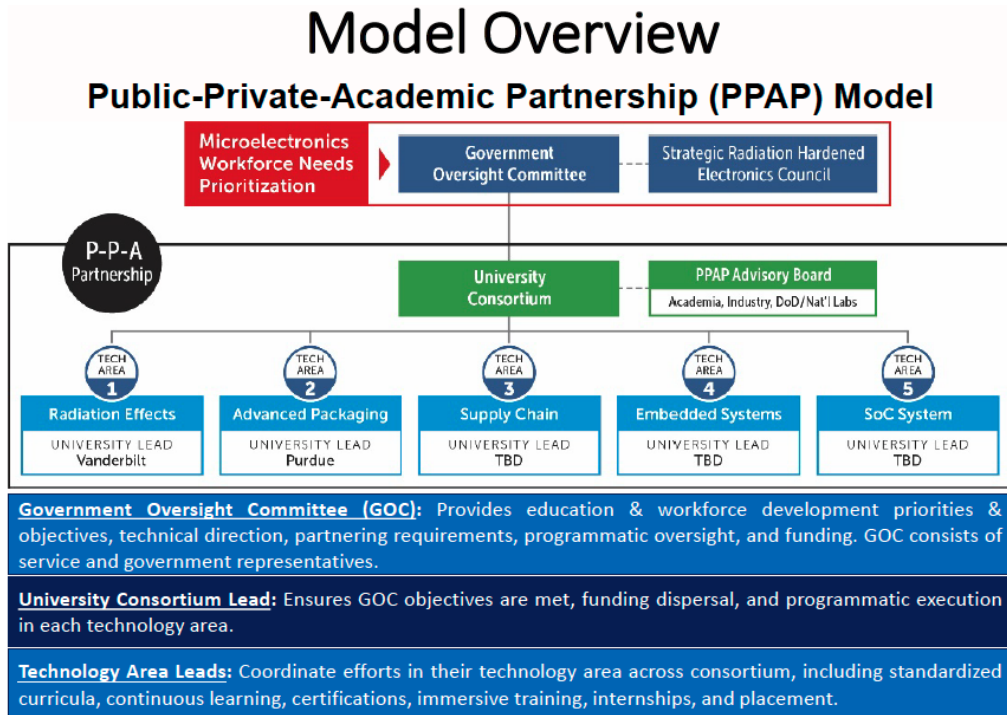 Model Overview
Public-Private-Academic Partnership (PPAP) Model
Microelectronics
Workforce Needs
Prioritization
Government
Oversight Committee
Strategic Radiation Hardened
Electronics Council
P-P-A
Partnership
University
Consortium
PPAP Advisory Board
Academia, Industry, DoD/Nat'l Labs
TECH
AREA
1
Radiation Effects
UNIVERSITY LEAD
Vanderbilt
TECH
AREA
2
Advanced Packaging
UNIVERSITY LEAD
Purdue
TECH
AREA
3
Supply Chain
UNIVERSITY LEAD
TBD
TECH
AREA
4
Embedded Systems
UNIVERSITY LEAD
TBD
TECH
AREA
5
SoC System
UNIVERSITY LEAD
TBD
Government Oversight Committee (GOC): Provides education & workforce development priorities &
objectives, technical direction, partnering requirements, programmatic oversight, and funding. GOC consists of
service and government representatives.
University Consortium Lead: Ensures GOC objectives are met, funding dispersal, and programmatic execution
in each technology area.
Technology Area Leads: Coordinate efforts in their technology area across consortium, including standardized
curricula, continuous learning, certifications, immersive training, internships, and placement.